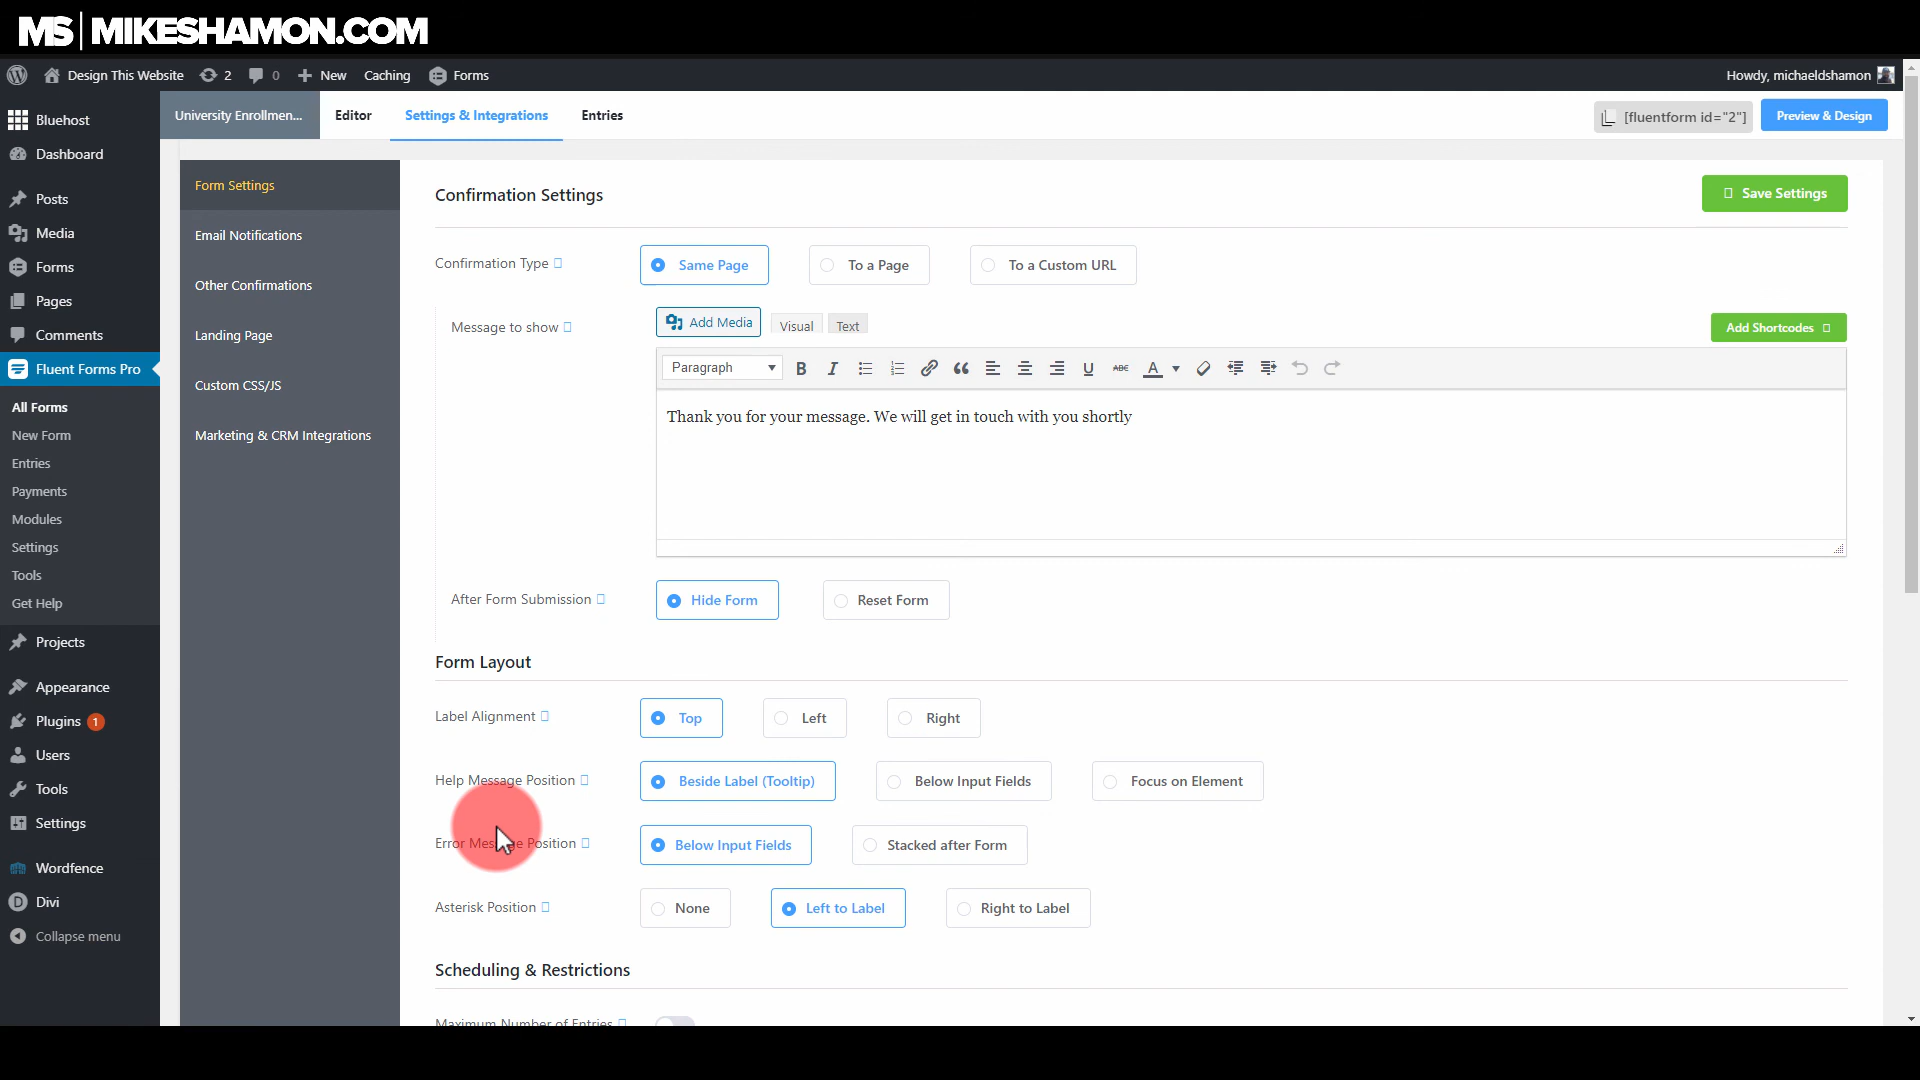 MS | MIKESHAMON.COM
Design This Website 2 0 + New Caching Forms Howdy, michaeldshamon
University Enrollmen... Editor Settings & Integrations Entries [fluentform id="2"] Preview & Design
Bluehost
Dashboard
Posts
Media
Forms
Pages
Comments
Fluent Forms Pro
All Forms
New Form
Entries
Payments
Modules
Settings
Tools
Get Help
Projects
Appearance
Plugins 1
Users
Tools
Settings
Wordfence
D Divi
Collapse menu
Form Settings
Email Notifications
Other Confirmations
Landing Page
Custom CSS/JS
Marketing & CRM Integrations
Confirmation Settings Save Settings
Confirmation Type Same Page To a Page To a Custom URL
Message to show Add Media Visual Text Add Shortcodes
Paragraph B I U ABC A
Thank you for your message. We will get in touch with you shortly
After Form Submission Hide Form Reset Form
Form Layout
Label Alignment Top Left Right
Help Message Position Beside Label (Tooltip) Below Input Fields Focus on Element
Error Message Position Below Input Fields Stacked after Form
Asterisk Position None Left to Label Right to Label
Scheduling & Restrictions
Maximum Number of Entries